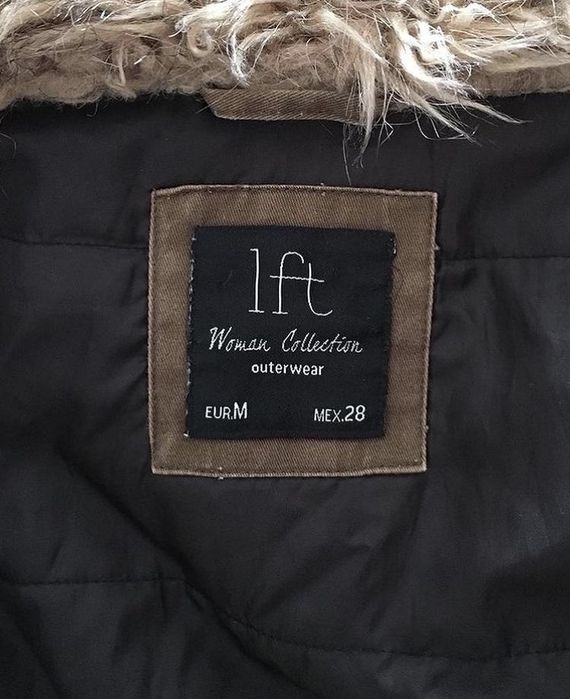 lft
Woman Collection
outerwear
EUR.M MEX.28